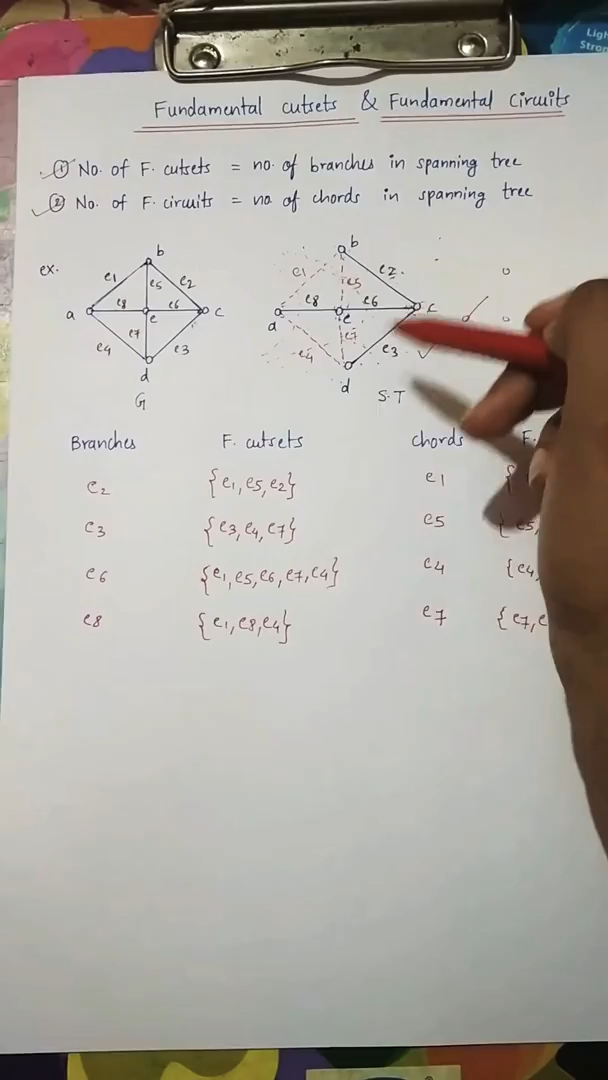 Light
Stron
Fundamental cutsets & Fundamental Circuits
① No. of F. cutsets = no. of branches in spanning tree
② No. of F. circuits = no. of chords in spanning tree
ex.
b
e1 e5 e2
a e8 e e6 c
e7
e4 e3
d
G
b
e1 e5 e2
a e8 e e6 c
e7
e4 e3
d
S.T
Branches F. cutsets chords F.
e2 {e1, e5, e2} e1 {
e3 {e3, e4, e7} e5 {e5,
e6 {e1, e5, e6, e7, e4} e4 {e4,
e8 {e1, e8, e4} e7 {e7, e